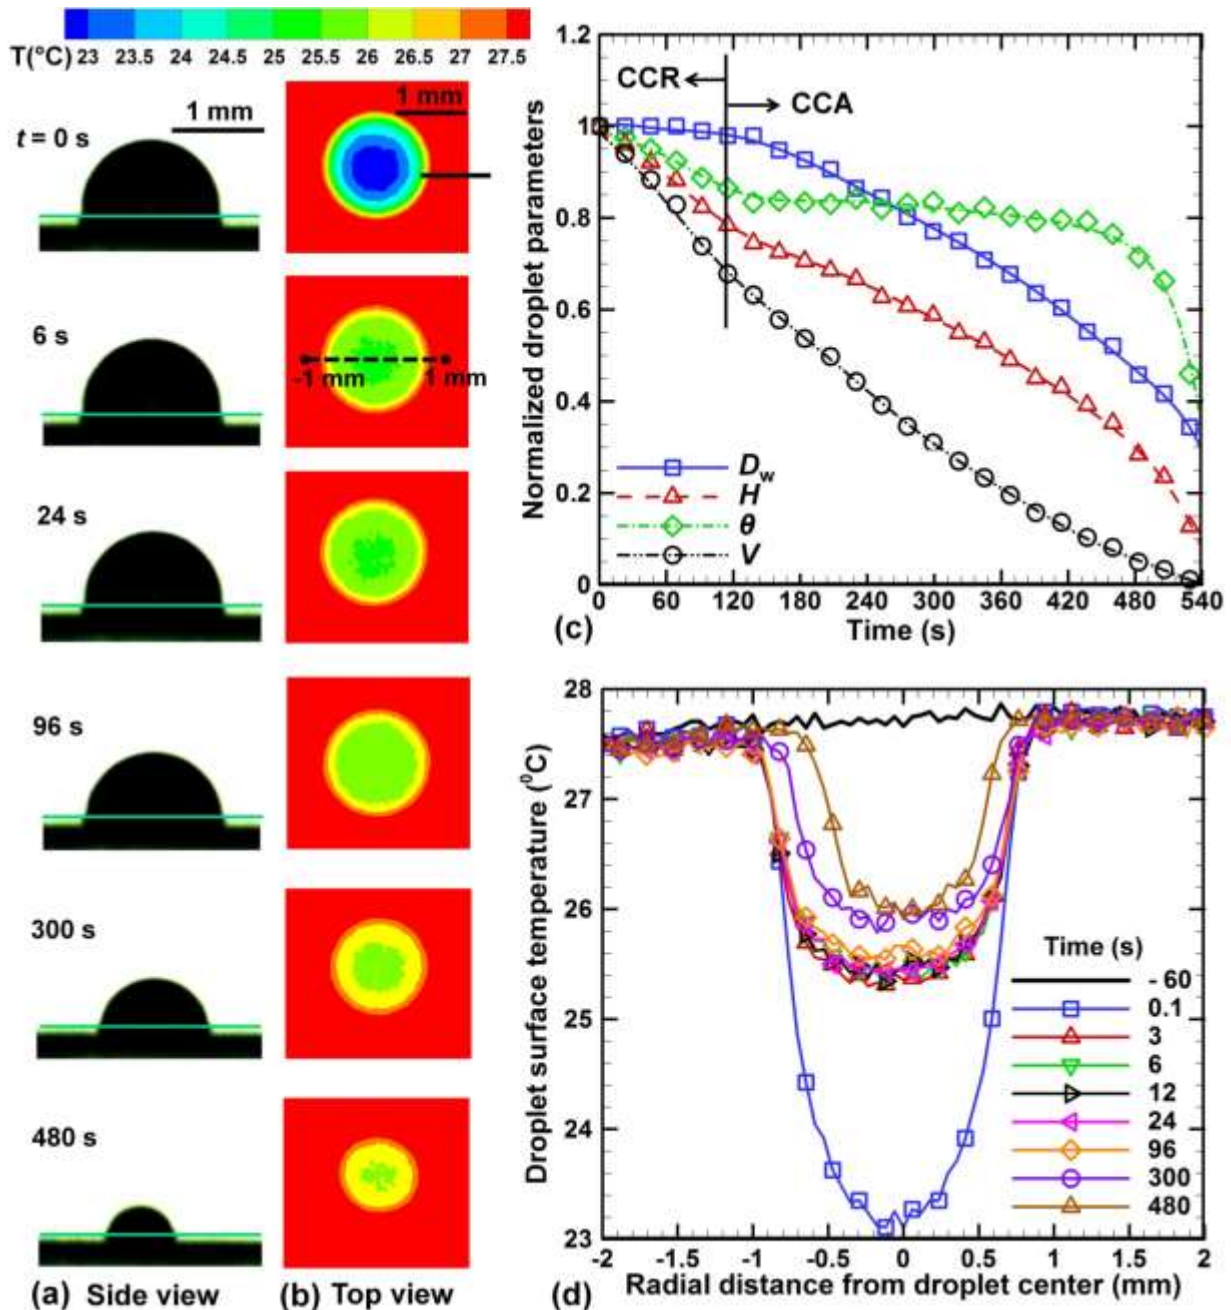 T(°C) 23 23.5 24 24.5 25 25.5 26 26.5 27 27.5
t = 0 s
1 mm
1 mm
6 s
-1 mm 1 mm
24 s
96 s
300 s
480 s
(a) Side view
(b) Top view
Normalized droplet parameters
1.2
1
0.8
0.6
0.4
0.2
0
CCR
CCA
D_w
H
θ
V
0 60 120 180 240 300 360 420 480 540
(c) Time (s)
Droplet surface temperature (⁰C)
28
27
26
25
24
23
Time (s)
- 60
0.1
3
6
12
24
96
300
480
-2 -1.5 -1 -0.5 0 0.5 1 1.5 2
(d) Radial distance from droplet center (mm)